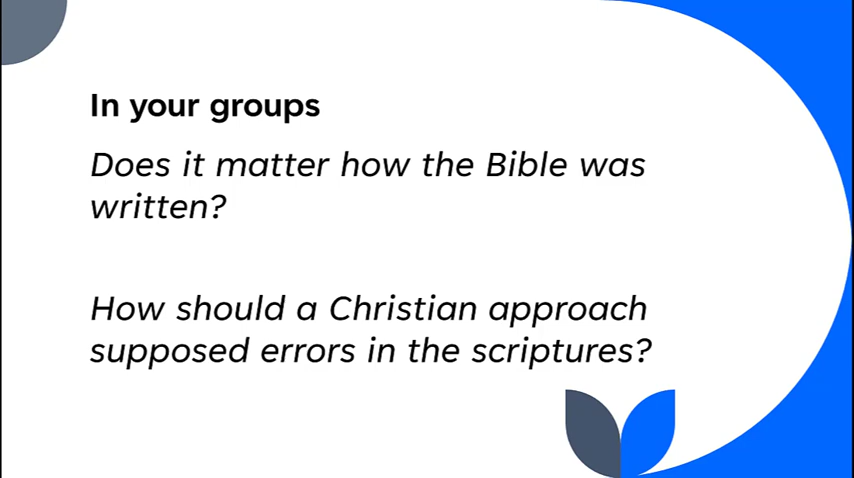 In your groups
Does it matter how the Bible was
written?
How should a Christian approach
supposed errors in the scriptures?